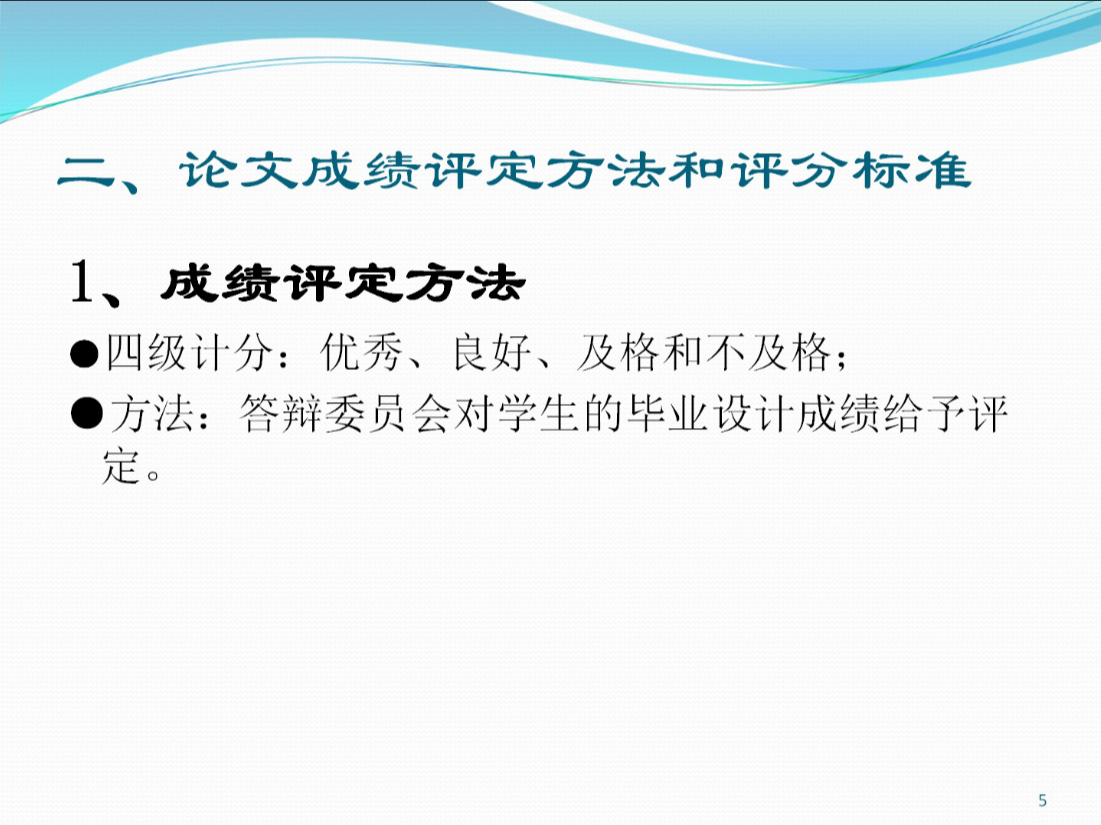 二、论文成绩评定方法和评分标准
1、成绩评定方法
●四级计分：优秀、良好、及格和不及格；
●方法：答辩委员会对学生的毕业设计成绩给予评
定。
5